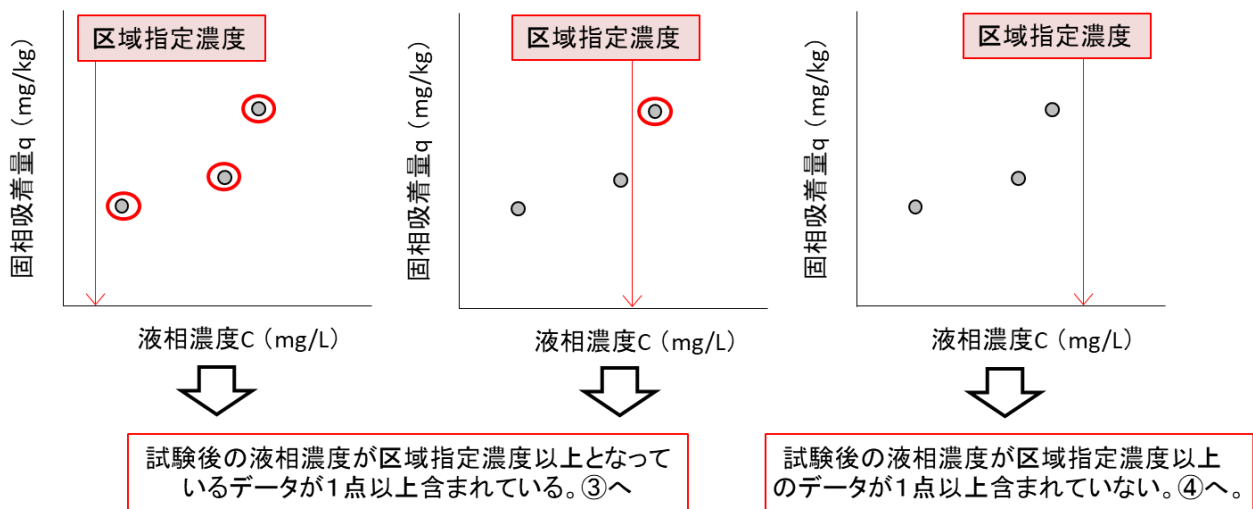 区域指定濃度
固相吸着量q (mg/kg)
液相濃度C (mg/L)
区域指定濃度
固相吸着量q (mg/kg)
液相濃度C (mg/L)
区域指定濃度
固相吸着量q (mg/kg)
液相濃度C (mg/L)
試験後の液相濃度が区域指定濃度以上となって
いるデータが1点以上含まれている。③へ
試験後の液相濃度が区域指定濃度以上
のデータが1点以上含まれていない。④へ。